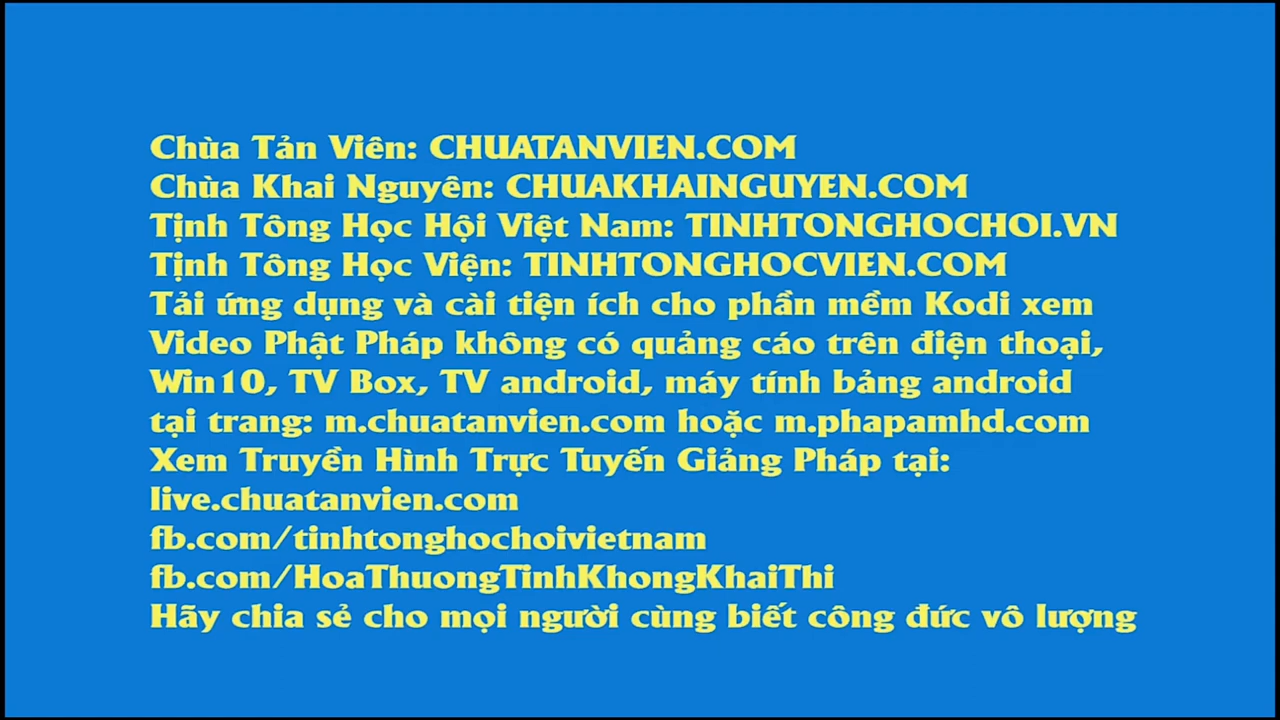 Chùa Tản Viên: CHUATANVIEN.COM
Chùa Khai Nguyên: CHUAKHAINGUYEN.COM
Tịnh Tông Học Hội Việt Nam: TINHTONGHOCHOI.VN
Tịnh Tông Học Viện: TINHTONGHOCVIEN.COM
Tải ứng dụng và cài tiện ích cho phần mềm Kodi xem
Video Phật Pháp không có quảng cáo trên điện thoại,
Win10, TV Box, TV android, máy tính bảng android
tại trang: m.chuatanvien.com hoặc m.phapamhd.com
Xem Truyền Hình Trực Tuyến Giảng Pháp tại:
live.chuatanvien.com
fb.com/tinhtonghochoivietnam
fb.com/HoaThuongTinhKhongKhaiThi
Hãy chia sẻ cho mọi người cùng biết công đức vô lượng